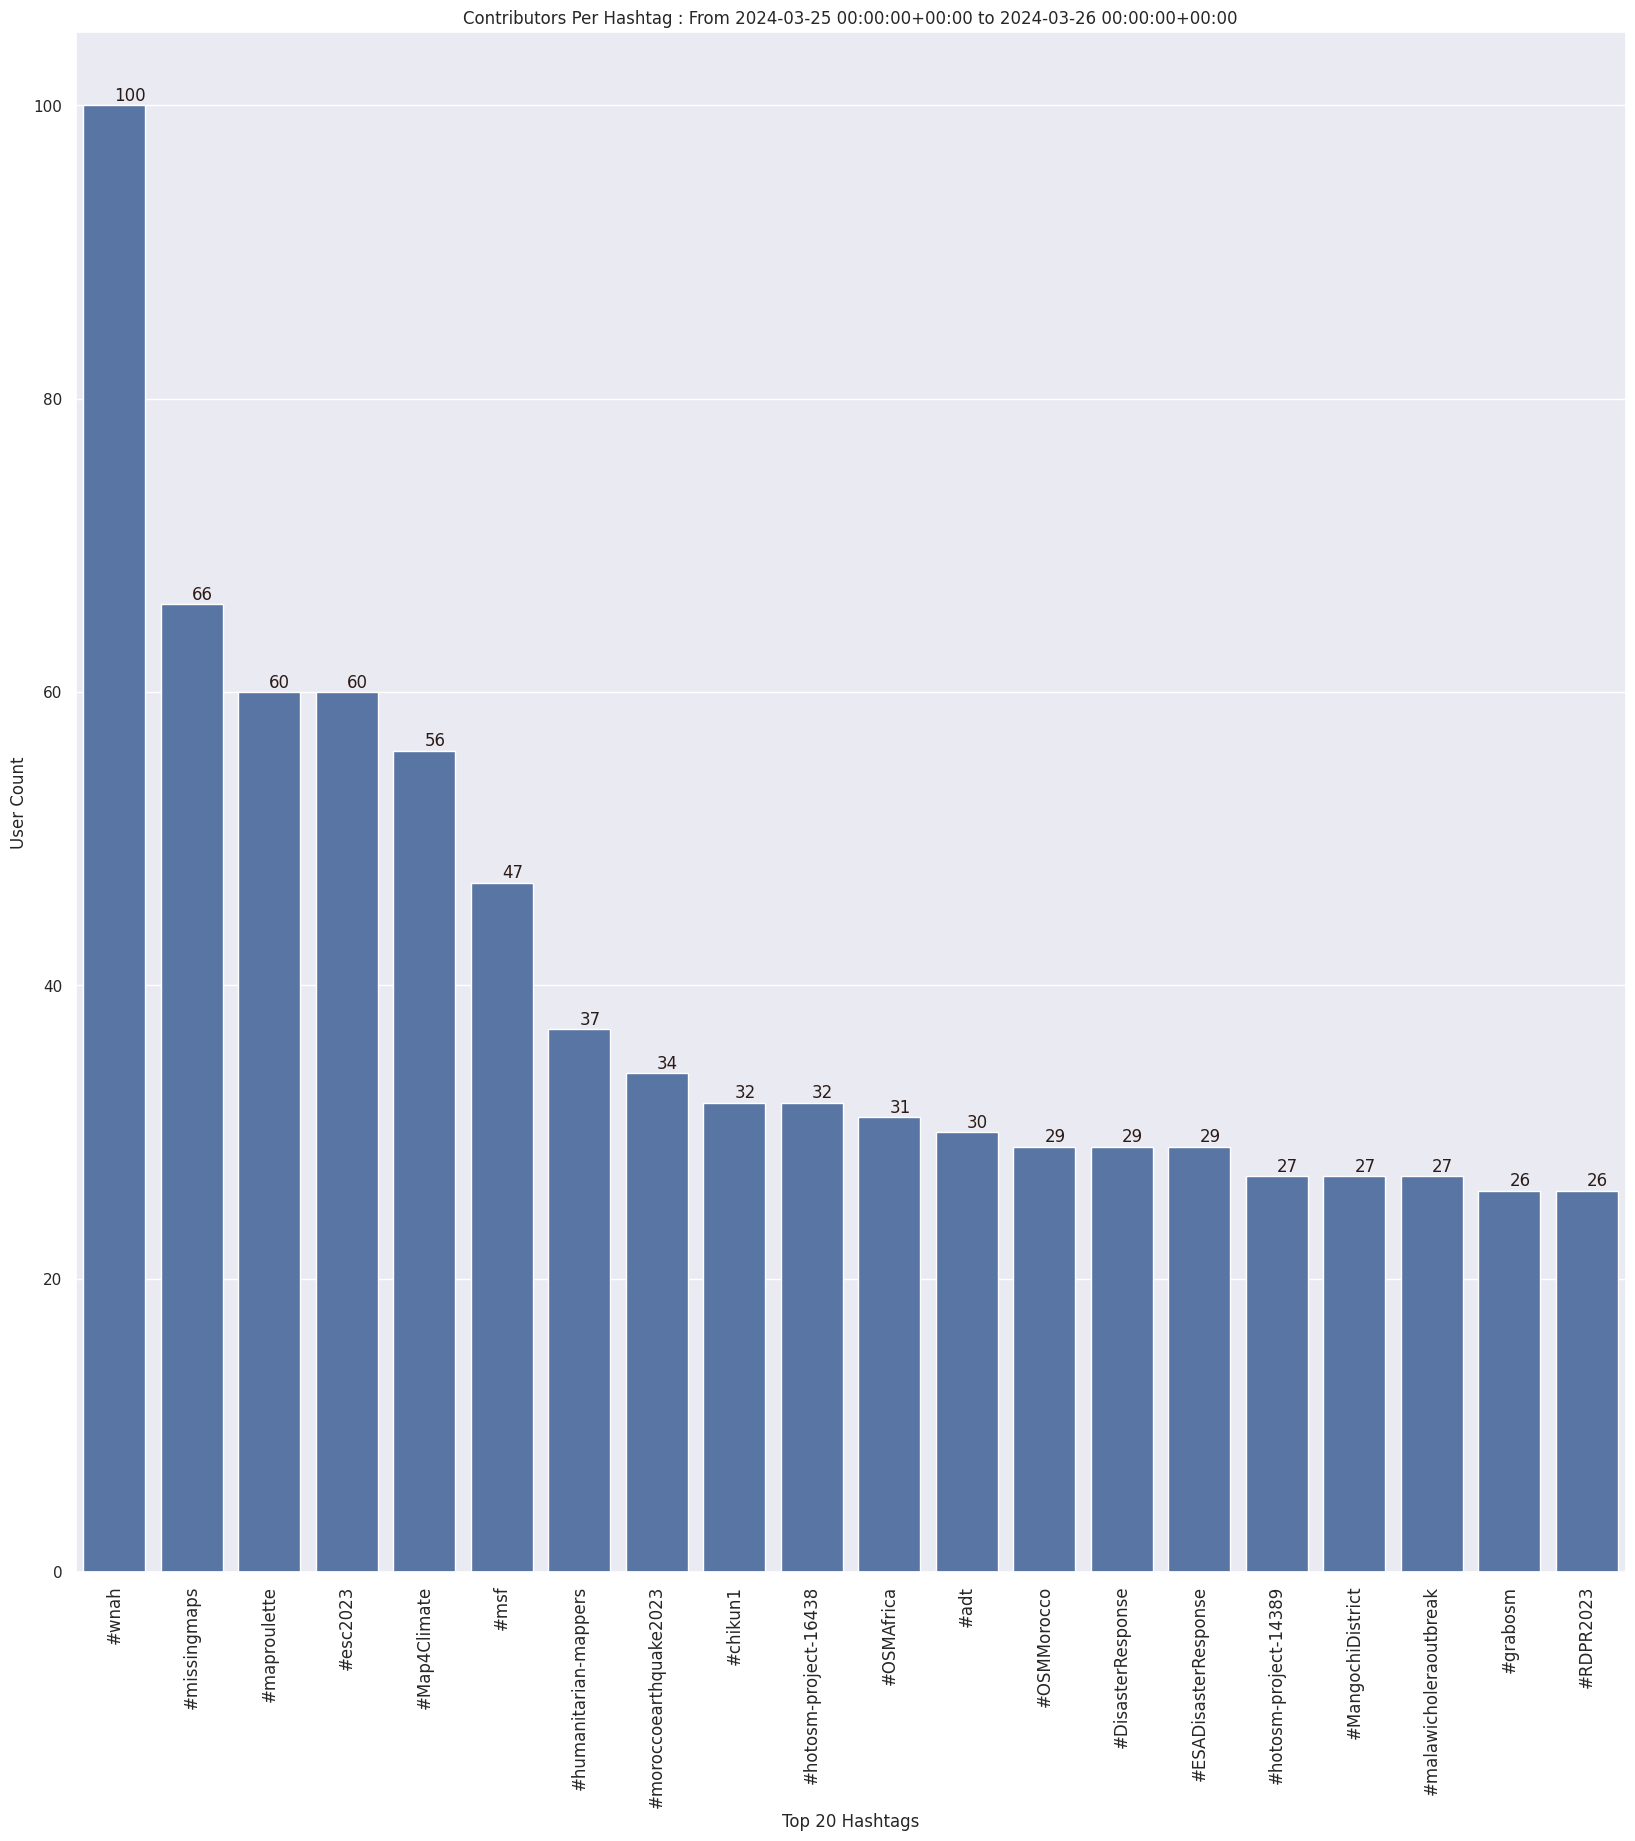 Contributors Per Hashtag : From 2024-03-25 00:00:00+00:00 to 2024-03-26 00:00:00+00:00
User Count
100
80
60
40
20
0
100
66
60
60
56
47
37
34
32
32
31
30
29
29
29
27
27
27
26
26
#wnah
#missingmaps
#maproulette
#esc2023
#Map4Climate
#msf
#humanitarian-mappers
#moroccoearthquake2023
#chikun1
#hotosm-project-16438
#OSMAfrica
#adt
#OSMMorocco
#DisasterResponse
#ESADisasterResponse
#hotosm-project-14389
#MangochiDistrict
#malawicholeraoutbreak
#grabosm
#RDPR2023
Top 20 Hashtags